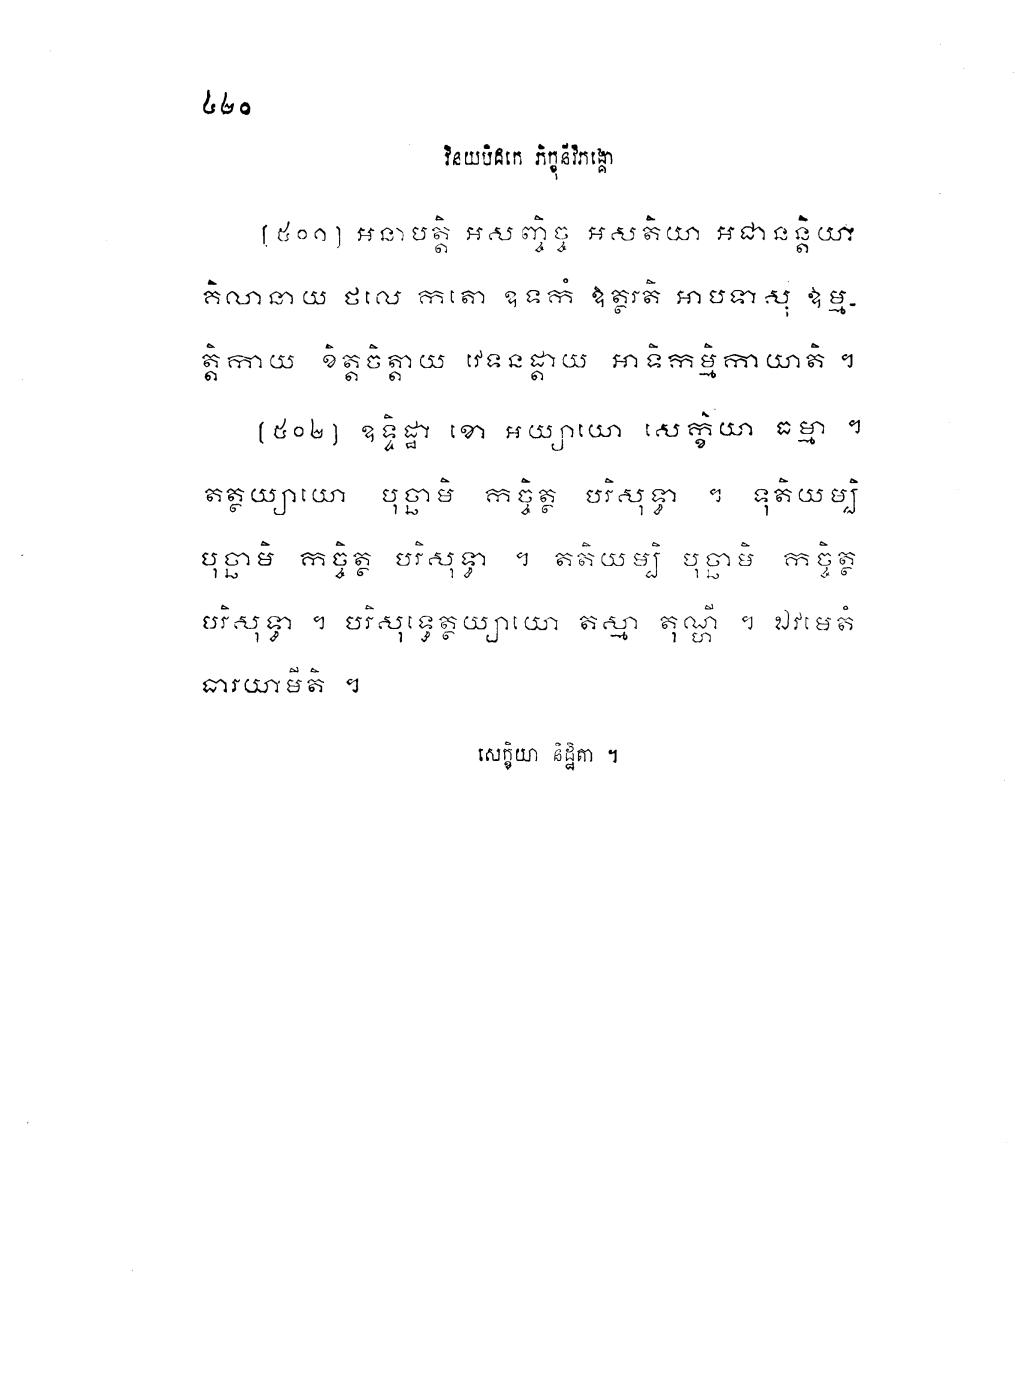 ៤២០
វិនយបិដកេ ភិក្ខុនីវិភង្គោ
(៥០១) អនាបត្តិ អសញ្ចិច្ច អសតិយា អជានន្តិយា
គិលានាយ ថលេ កតោ ឧទកំ ឱត្ថរតិ អាបទាសុ ឧម្ម-
ត្តិកាយ ខិត្តចិត្តាយ វេទនដ្តាយ អាទិកម្មិកាយាតិ ។
(៥០២) ឧទ្ទិដ្ឋា ខោ អយ្យាយោ សេក្ខិយា ធម្មា ។
តត្ថយ្យាយោ បុច្ឆាមិ កច្ចិត្ថ បរិសុទ្ធា ។ ទុតិយម្បិ
បុច្ឆាមិ កច្ចិត្ថ បរិសុទ្ធា ។ តតិយម្បិ បុច្ឆាមិ កច្ចិត្ថ
បរិសុទ្ធា ។ បរិសុទ្ធេត្ថយ្យាយោ តស្មា តុណ្ហី ។ ឯវមេតំ
ធារយាមីតិ ។
សេក្ខិយា និដ្ឋិតា ។